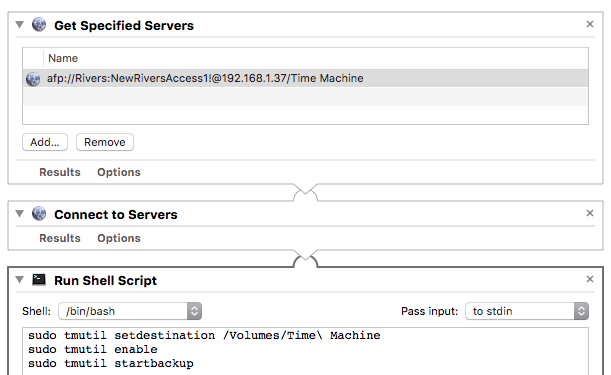 Get Specified Servers
Name
afp://Rivers:NewRiversAccess1!@192.168.1.37/Time Machine
Add... Remove
Results Options
Connect to Servers
Results Options
Run Shell Script
Shell: /bin/bash Pass input: to stdin
sudo tmutil setdestination /Volumes/Time\ Machine
sudo tmutil enable
sudo tmutil startbackup